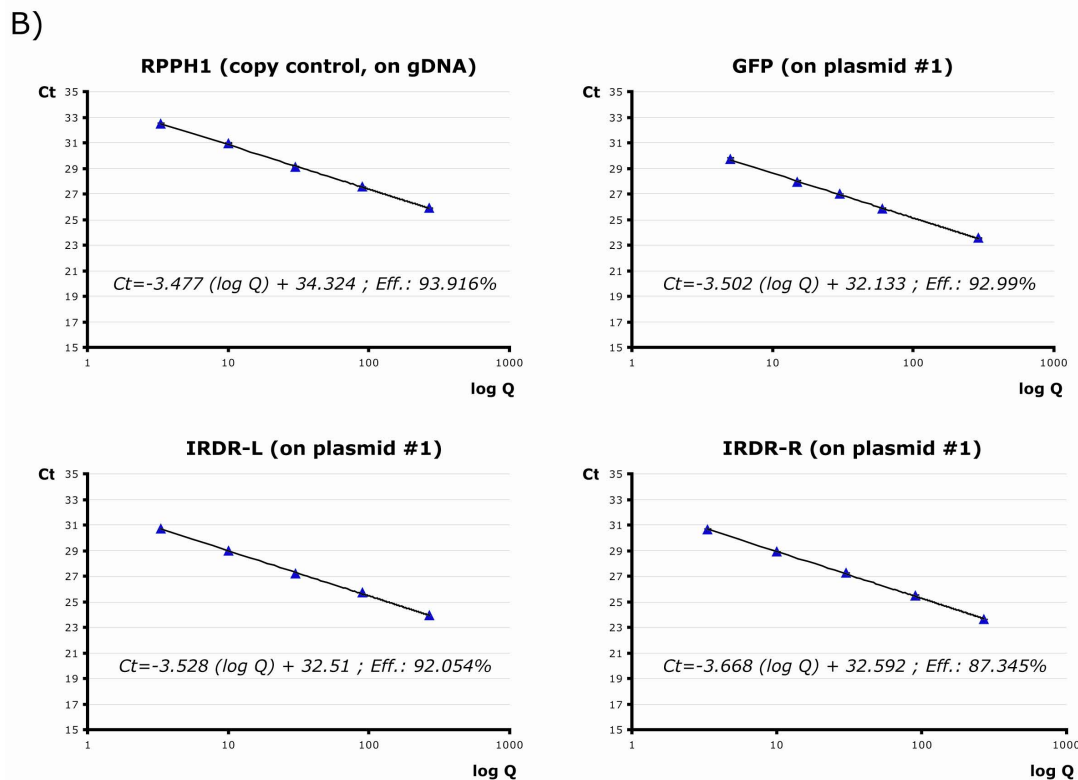 B)
RPPH1 (copy control, on gDNA)
Ct
35
33
31
29
27
25
23
21
19
17
15
Ct=-3.477 (log Q) + 34.324 ; Eff.: 93.916%
1 10 100 1000
log Q
GFP (on plasmid #1)
Ct
35
33
31
29
27
25
23
21
19
17
15
Ct=-3.502 (log Q) + 32.133 ; Eff.: 92.99%
1 10 100 1000
log Q
IRDR-L (on plasmid #1)
Ct
35
33
31
29
27
25
23
21
19
17
15
Ct=-3.528 (log Q) + 32.51 ; Eff.: 92.054%
1 10 100 1000
log Q
IRDR-R (on plasmid #1)
Ct
35
33
31
29
27
25
23
21
19
17
15
Ct=-3.668 (log Q) + 32.592 ; Eff.: 87.345%
1 10 100 1000
log Q